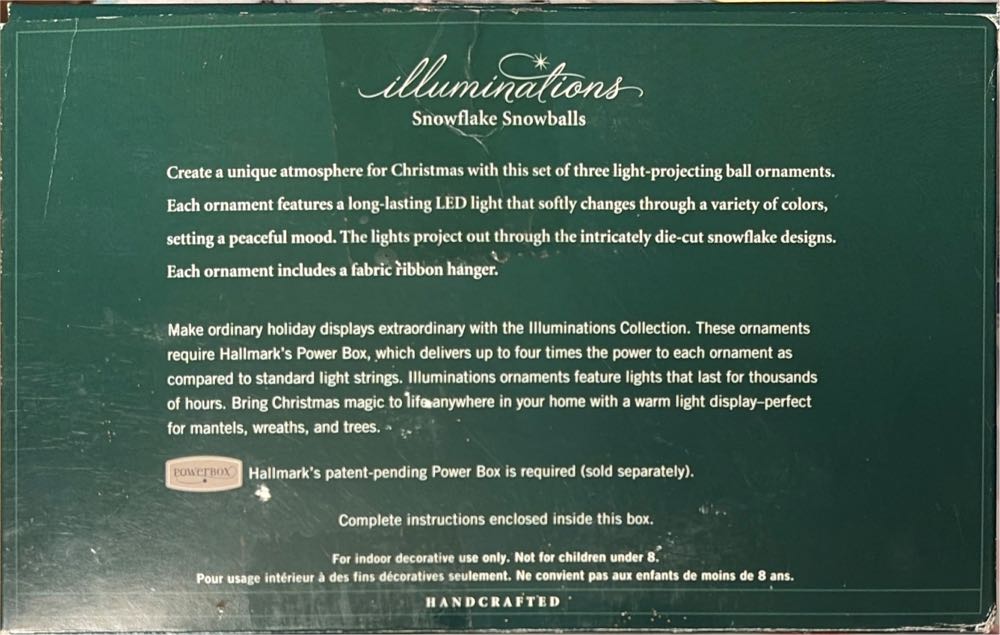 illuminations
Snowflake Snowballs
Create a unique atmosphere for Christmas with this set of three light-projecting ball ornaments.
Each ornament features a long-lasting LED light that softly changes through a variety of colors,
setting a peaceful mood. The lights project out through the intricately die-cut snowflake designs.
Each ornament includes a fabric ribbon hanger.
Make ordinary holiday displays extraordinary with the Illuminations Collection. These ornaments
require Hallmark's Power Box, which delivers up to four times the power to each ornament as
compared to standard light strings. Illuminations ornaments feature lights that last for thousands
of hours. Bring Christmas magic to life anywhere in your home with a warm light display–perfect
for mantels, wreaths, and trees.
POWERBOX Hallmark's patent-pending Power Box is required (sold separately).
Complete instructions enclosed inside this box.
For indoor decorative use only. Not for children under 8.
Pour usage intérieur à des fins décoratives seulement. Ne convient pas aux enfants de moins de 8 ans.
HANDCRAFTED